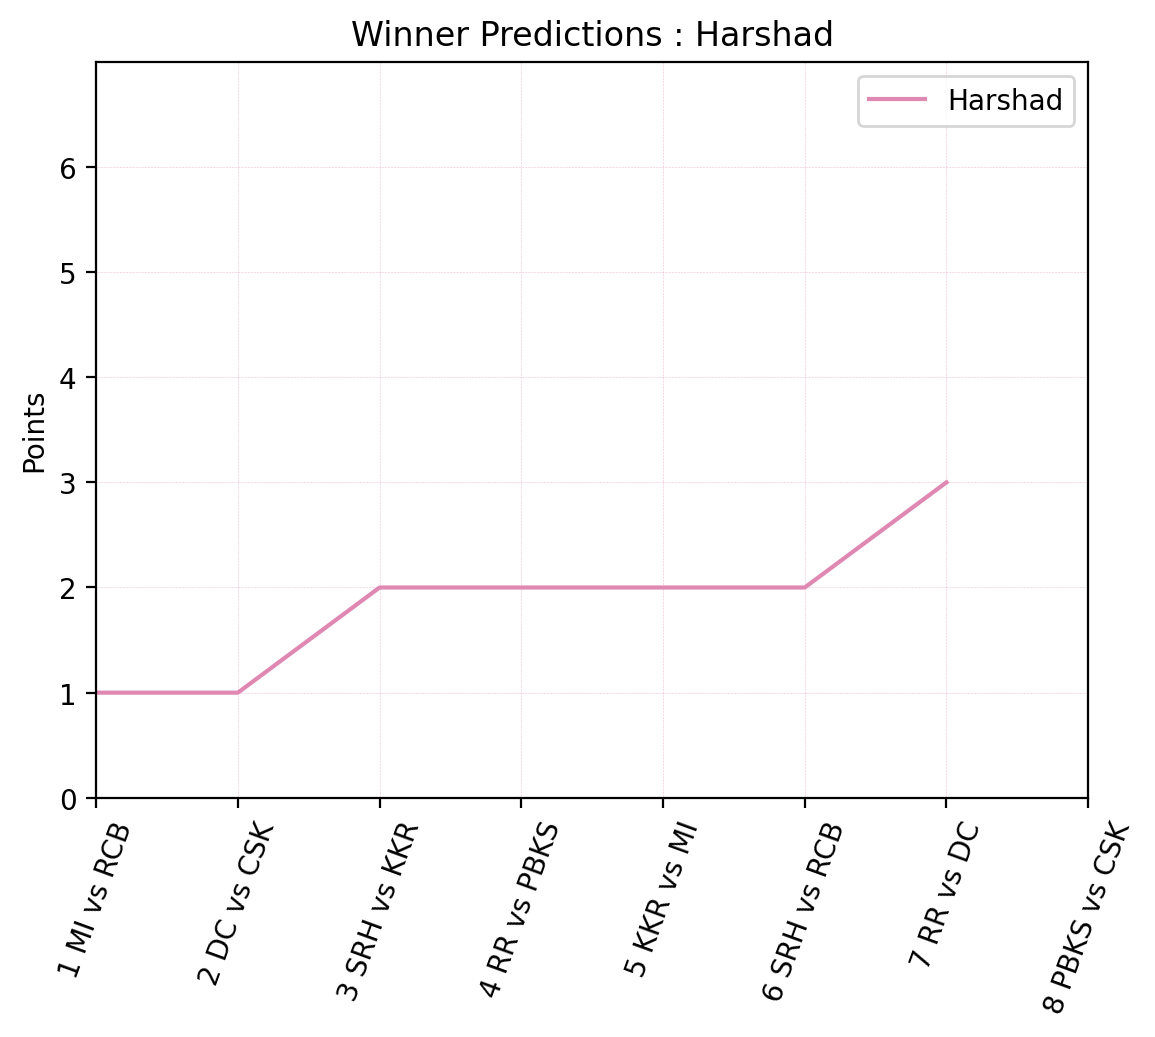 Winner Predictions : Harshad
Harshad
Points
6
5
4
3
2
1
0
1 MI vs RCB
2 DC vs CSK
3 SRH vs KKR
4 RR vs PBKS
5 KKR vs MI
6 SRH vs RCB
7 RR vs DC
8 PBKS vs CSK